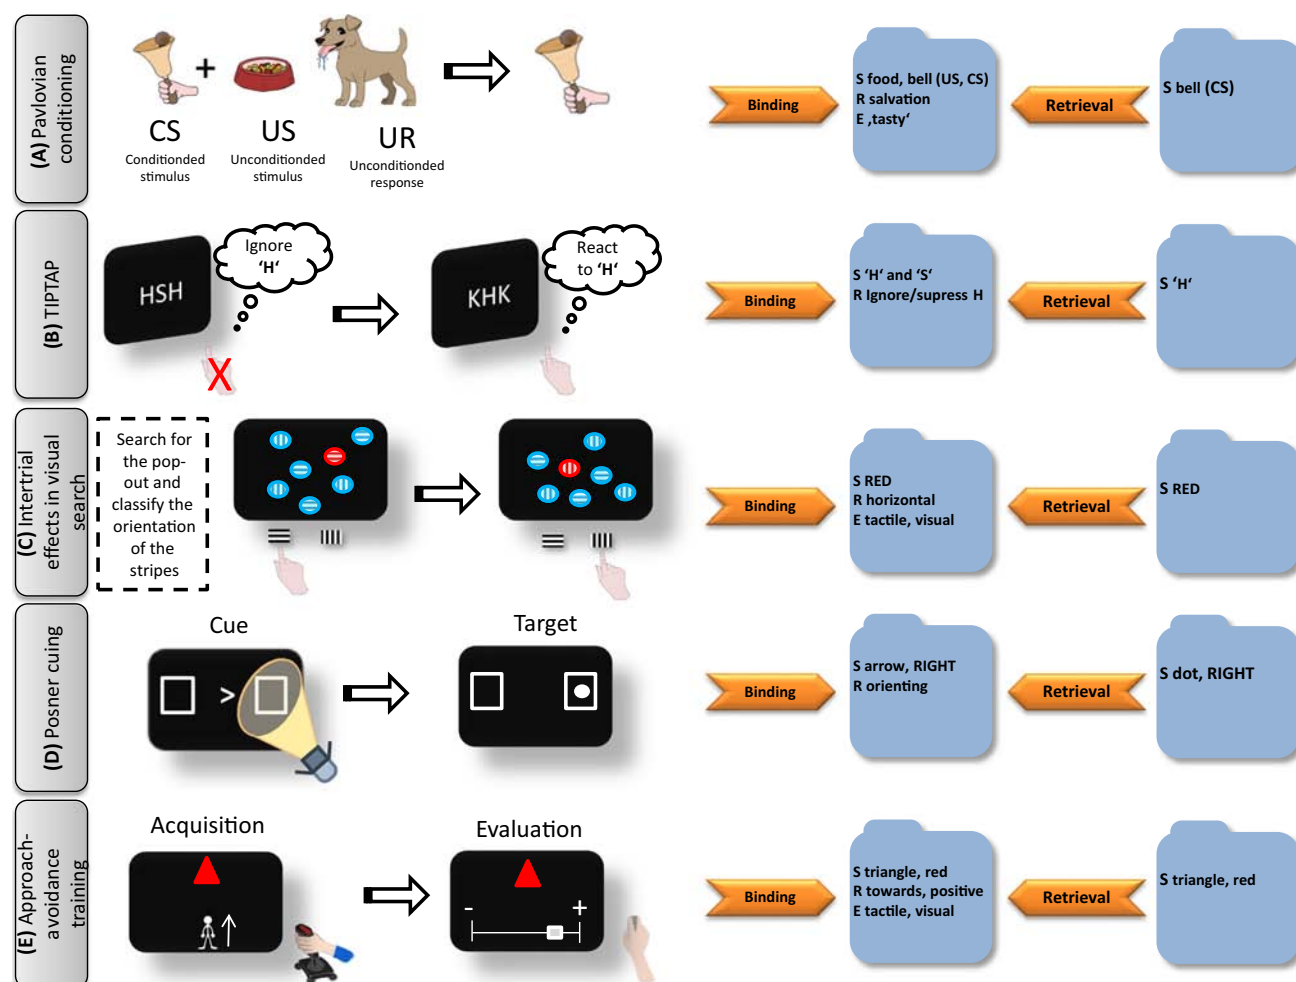 (A) Pavlovian
conditioning
+
CS
Conditionded
stimulus
US
Unconditionded
stimulus
UR
Unconditionded
response
Binding
S food, bell (US, CS)
R salvation
E ‚tasty‘
Retrieval
S bell (CS)
(B) TIPTAP
HSH
Ignore
‘H‘
X
KHK
React
to ‘H‘
Binding
S ‘H‘ and ‘S‘
R Ignore/supress H
Retrieval
S ‘H‘
(C) Intertrial
effects in visual
search
Search for
the pop-
out and
classify the
orientation
of the
stripes
Binding
S RED
R horizontal
E tactile, visual
Retrieval
S RED
(D) Posner cuing
Cue
>
Target
Binding
S arrow, RIGHT
R orienting
Retrieval
S dot, RIGHT
(E) Approach-
avoidance
training
Acquisition
Evaluation
- +
Binding
S triangle, red
R towards, positive
E tactile, visual
Retrieval
S triangle, red